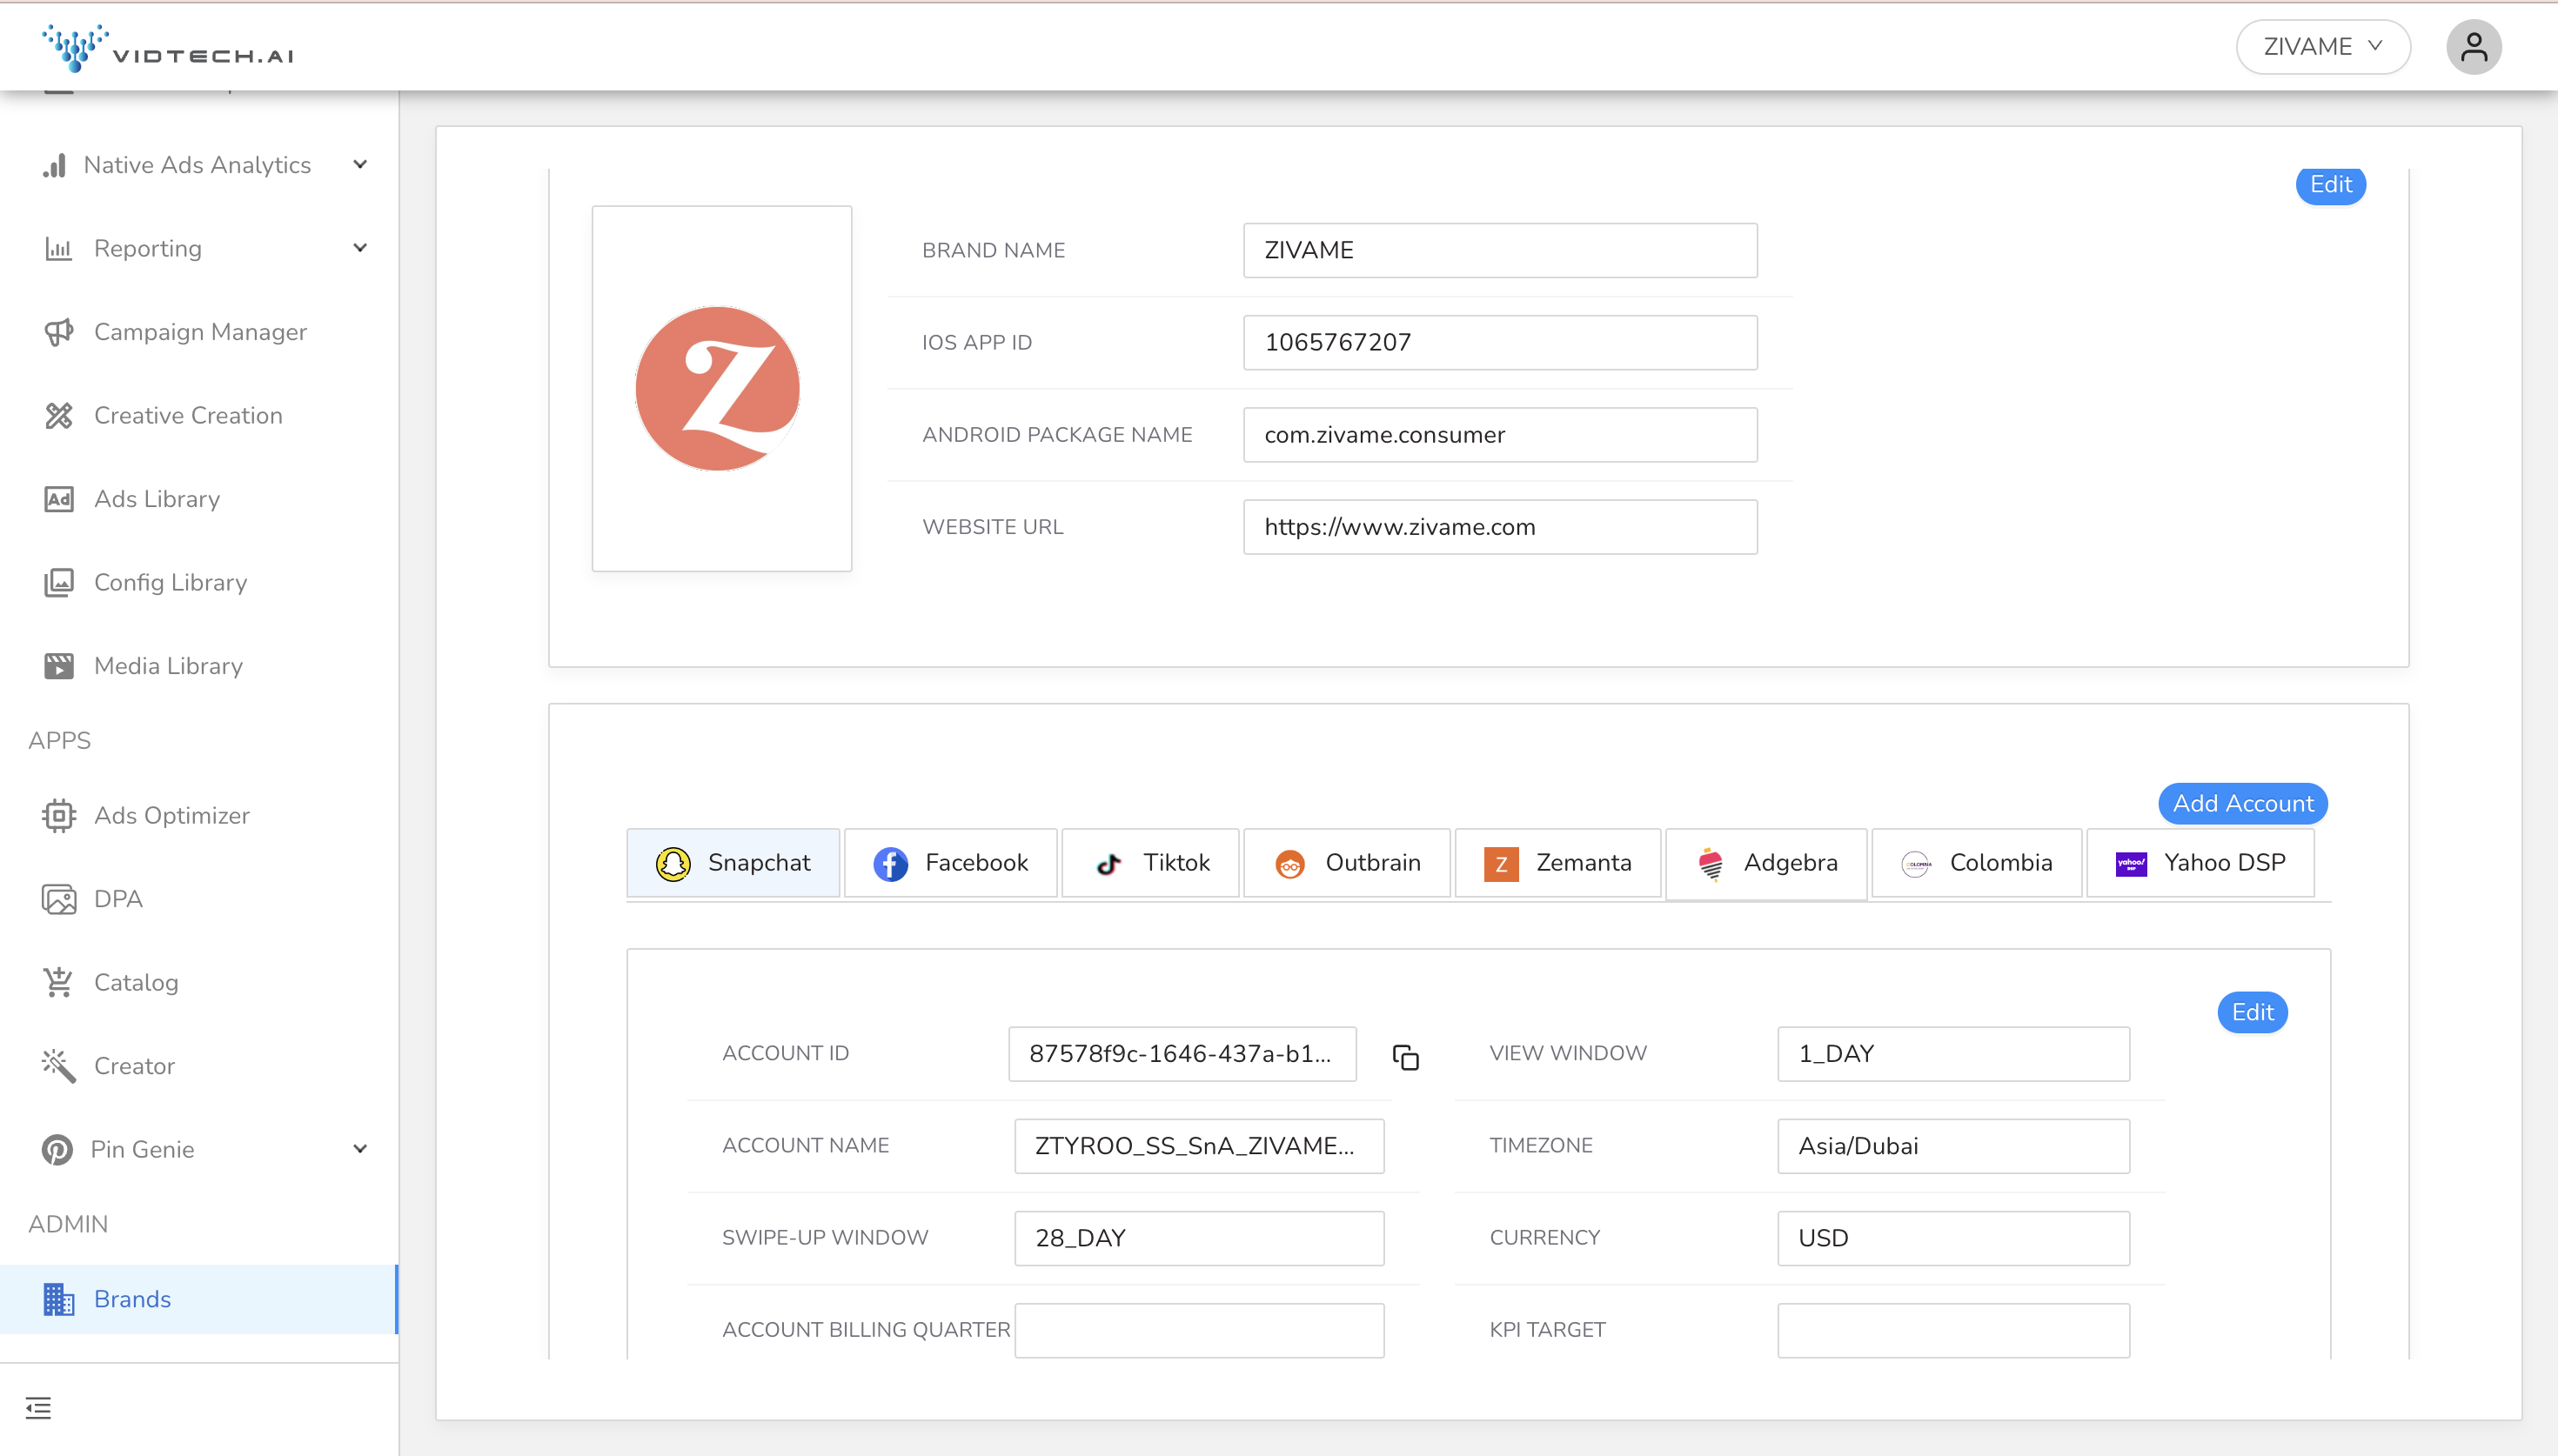 VIDTECH.AI
ZIVAME
Native Ads Analytics
Reporting
Campaign Manager
Creative Creation
Ad
Ads Library
Config Library
Media Library
APPS
Ads Optimizer
DPA
Catalog
Creator
Pin Genie
ADMIN
Brands
Edit
Z
BRAND NAME
ZIVAME
IOS APP ID
1065767207
ANDROID PACKAGE NAME
com.zivame.consumer
WEBSITE URL
https://www.zivame.com
Add Account
Snapchat
Facebook
Tiktok
Outbrain
Z
Zemanta
Adgebra
Colombia
yahoo!
DSP
Yahoo DSP
Edit
ACCOUNT ID
87578f9c-1646-437a-b1...
VIEW WINDOW
1_DAY
ACCOUNT NAME
ZTYROO_SS_SnA_ZIVAME...
TIMEZONE
Asia/Dubai
SWIPE-UP WINDOW
28_DAY
CURRENCY
USD
ACCOUNT BILLING QUARTER
KPI TARGET